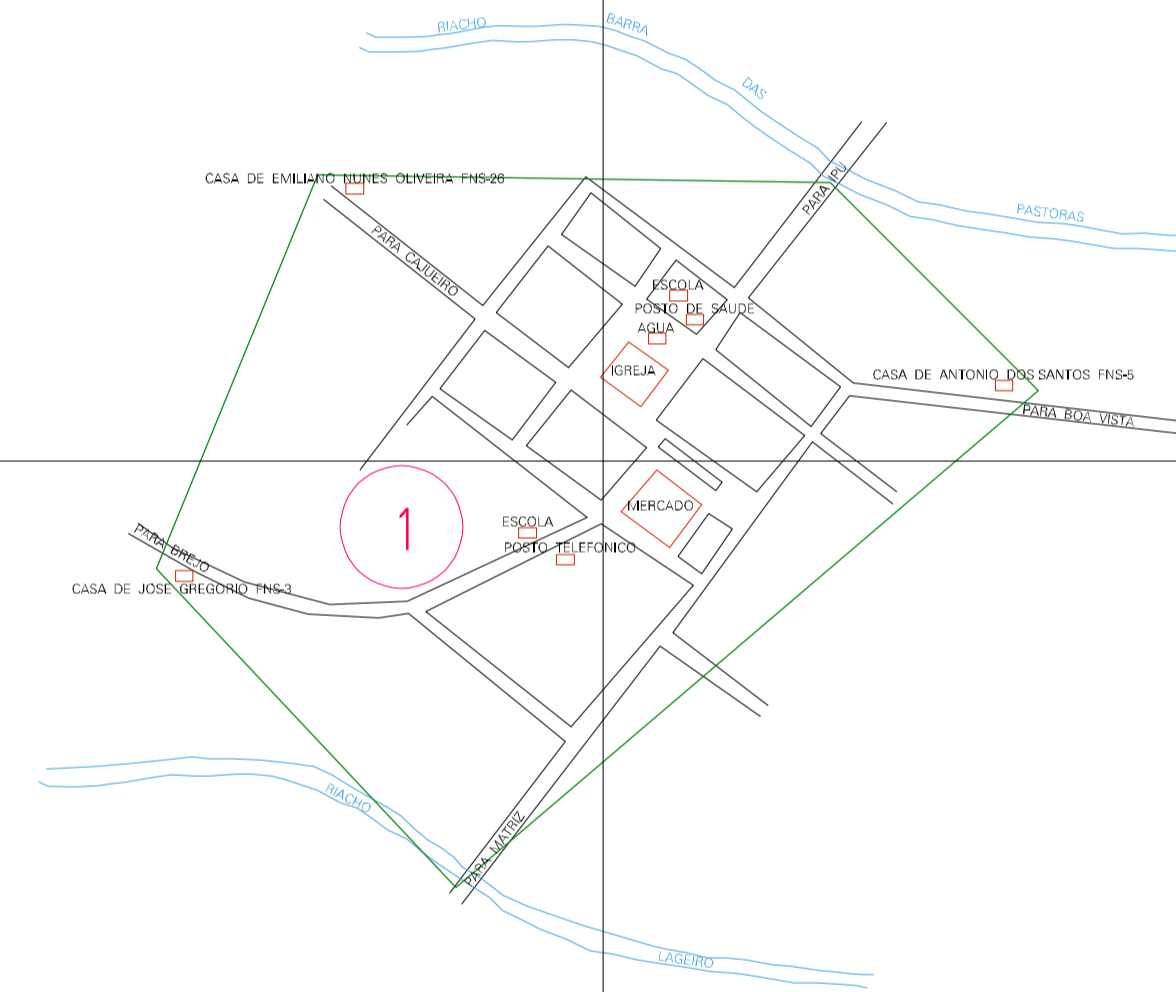 RIACHO
BARRA
DAS
PASTORAS
PARA IPU
CASA DE EMILIANO NUNES OLIVEIRA FNS-26
PARA CAJUEIRO
ESCOLA
POSTO DE SAUDE
AGUA
IGREJA
CASA DE ANTONIO DOS SANTOS FNS-5
PARA BOA VISTA
MERCADO
1
ESCOLA
POSTO TELEFONICO
PARA BREJO
CASA DE JOSE GREGORIO FNS-3
RIACHO
PARA MATRIZ
LAGEIRO